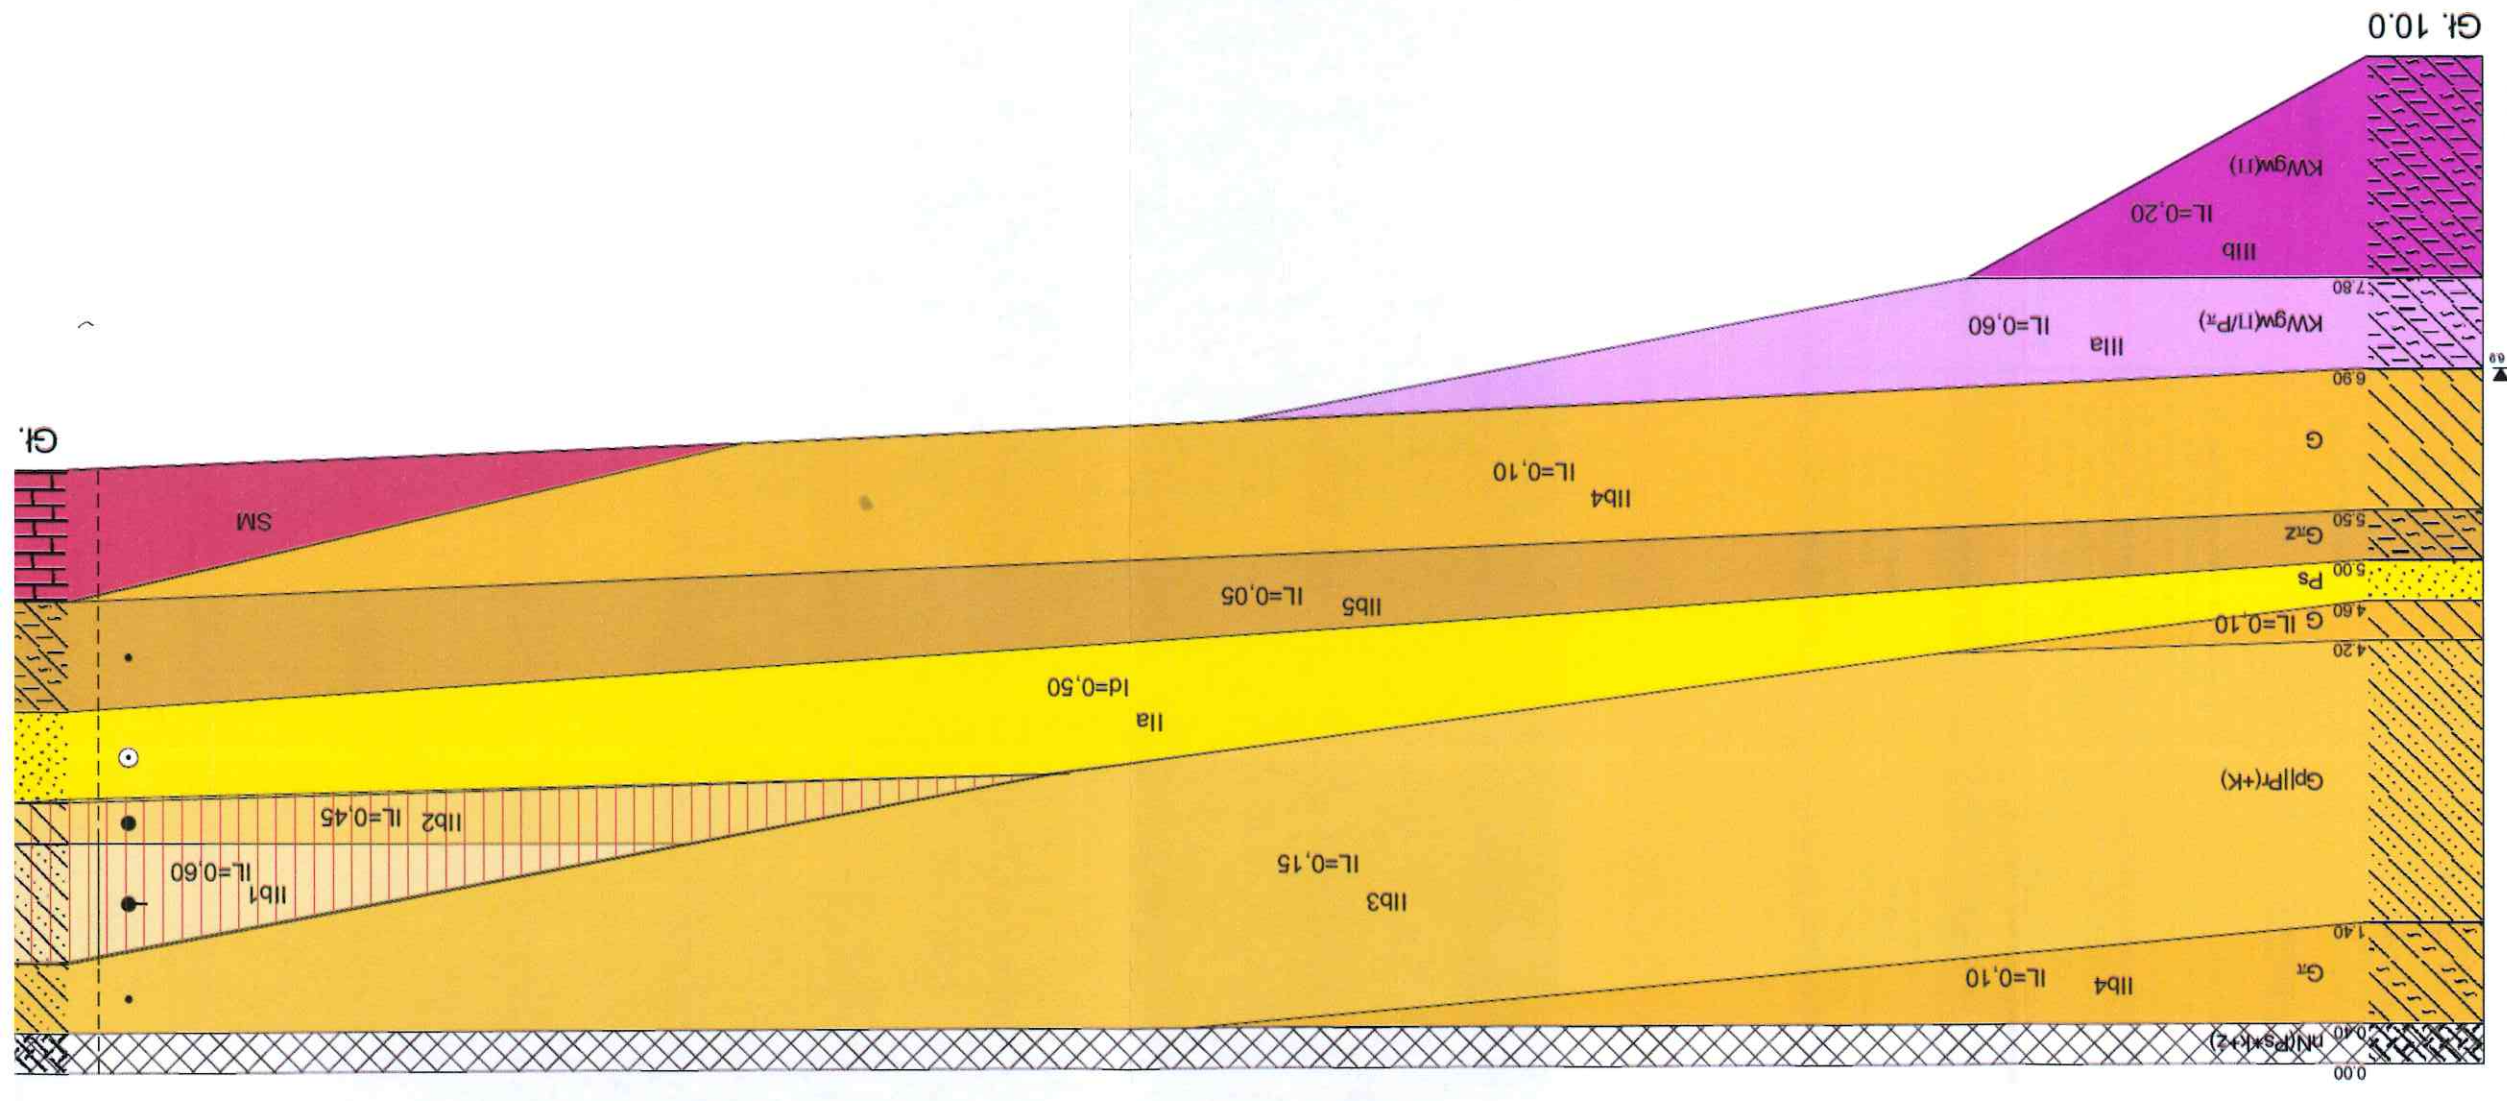 0.00
nN(Ps*k+ż)
0.40
Gπ
IIb4
IL=0,10
1.40
IIb3
IL=0,15
Gp||Pr(+K)
IIb1
IL=0,60
IIb2 IL=0,45
4.20
G IL=0,10
4.60
Ps
IIa
Id=0,50
5.00
Gπz
IIb5 IL=0,05
5.50
IIb4
IL=0,10
G
SM
6.90
6.9
KWgw(Π/Pπ)
IIIa
IL=0,60
7.80
IIIb
IL=0,20
KWgw(Π)
Gł. 10.0
Gł.